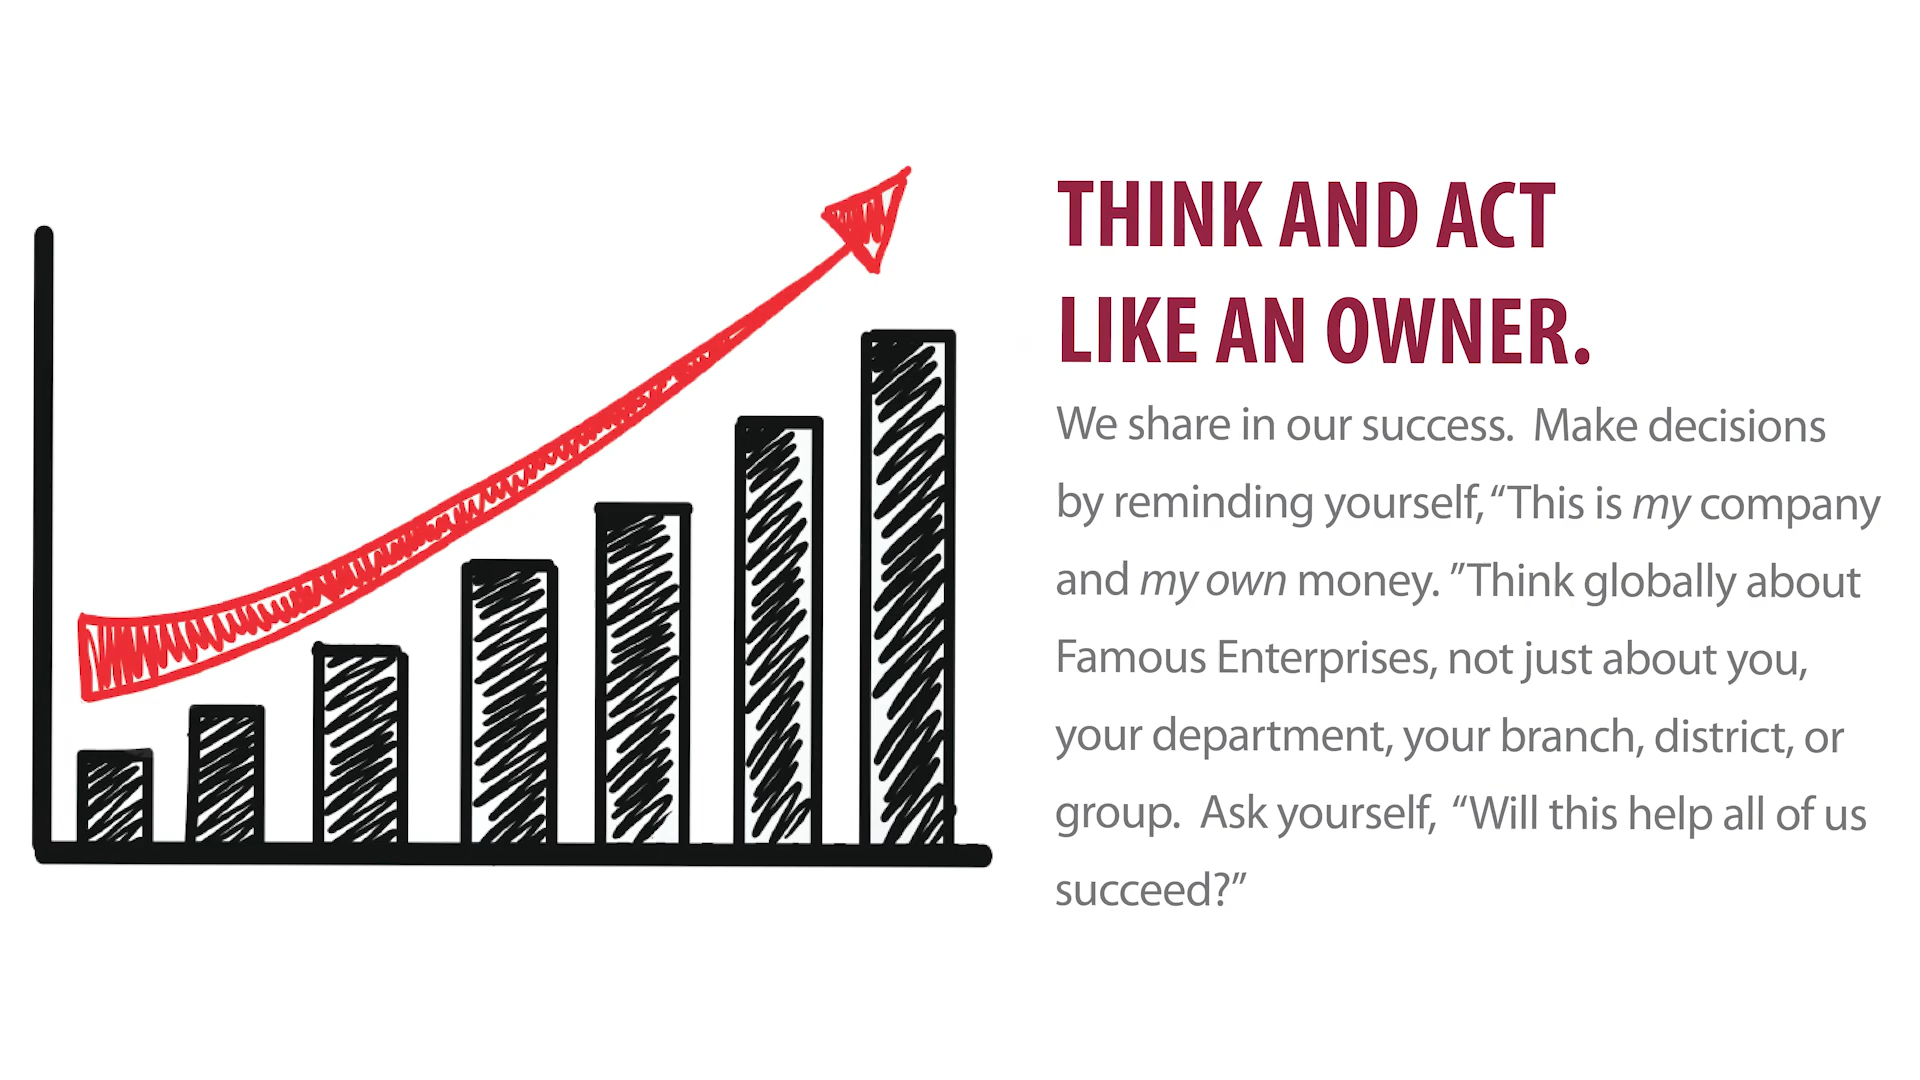 THINK AND ACT
LIKE AN OWNER.
We share in our success.  Make decisions
by reminding yourself, “This is my company
and my own money. ”Think globally about
Famous Enterprises, not just about you,
your department, your branch, district, or
group.  Ask yourself,  “Will this help all of us
succeed?”